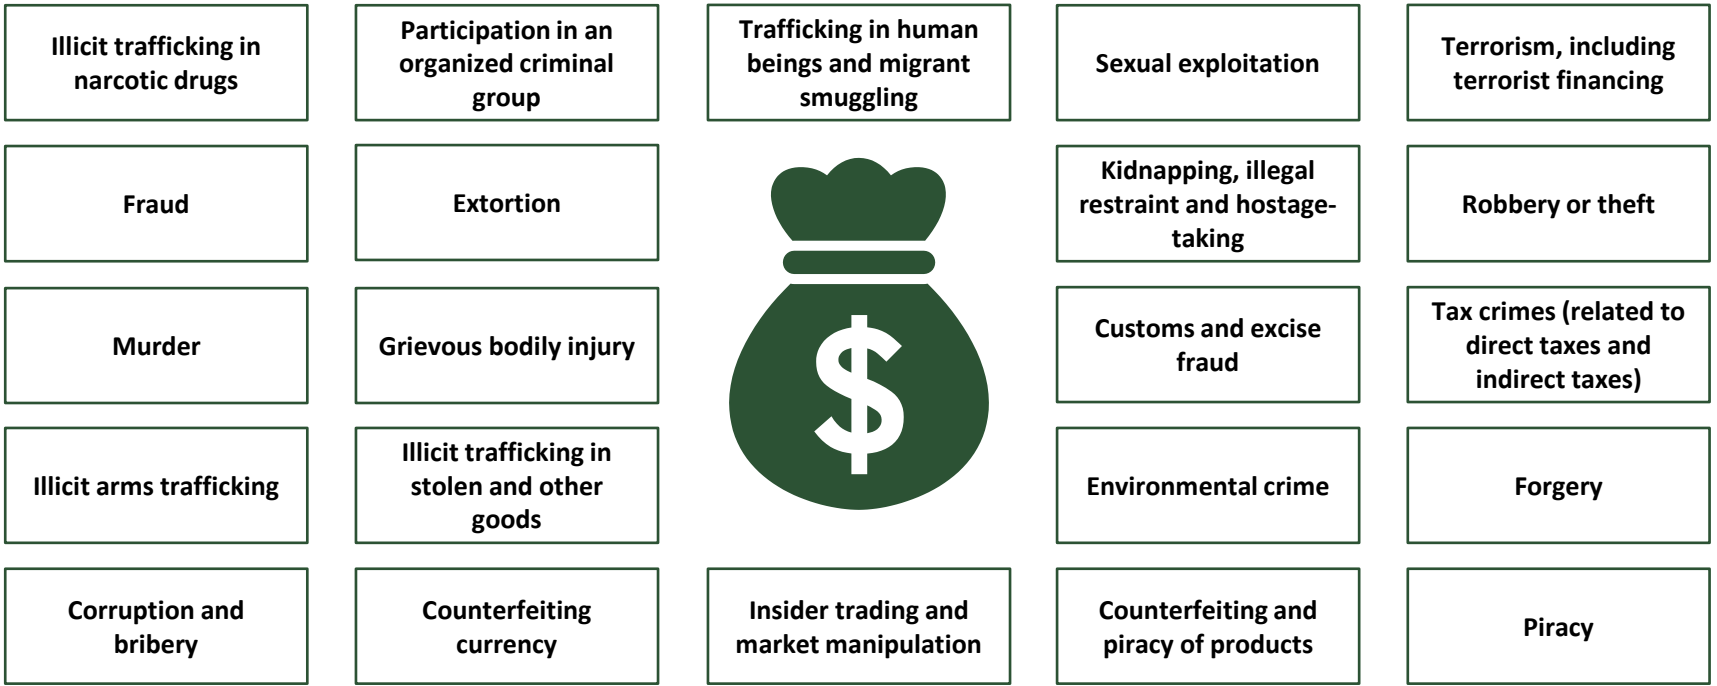 Illicit trafficking in
narcotic drugs
Participation in an
organized criminal
group
Trafficking in human
beings and migrant
smuggling
Sexual exploitation
Terrorism, including
terrorist financing
Fraud
Extortion
Kidnapping, illegal
restraint and hostage-
taking
Robbery or theft
Murder
Grievous bodily injury
$
Customs and excise
fraud
Tax crimes (related to
direct taxes and
indirect taxes)
Illicit arms trafficking
Illicit trafficking in
stolen and other
goods
Environmental crime
Forgery
Corruption and
bribery
Counterfeiting
currency
Insider trading and
market manipulation
Counterfeiting and
piracy of products
Piracy